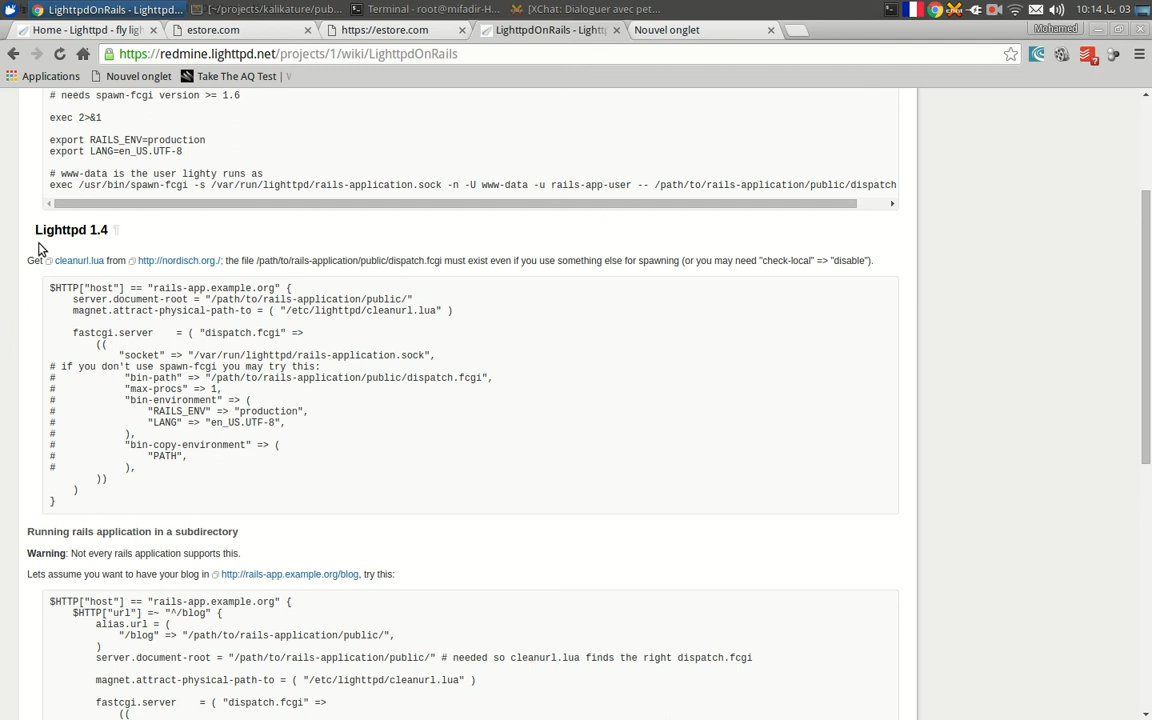 LighttpdOnRails - Lighttpd...
[~/projects/kalikature/pub...
Terminal - root@mifadir-H...
[XChat: Dialoguer avec pet...
10:14 ,ينا 03
Home - Lighttpd - fly ligh
estore.com
https://estore.com
LighttpdOnRails - Lighttp
Nouvel onglet
Mohamed
https://redmine.lighttpd.net/projects/1/wiki/LighttpdOnRails
Applications
Nouvel onglet
Take The AQ Test |
# needs spawn-fcgi version >= 1.6
exec 2>&1
export RAILS_ENV=production
export LANG=en_US.UTF-8
# www-data is the user lighty runs as
exec /usr/bin/spawn-fcgi -s /var/run/lighttpd/rails-application.sock -n -U www-data -u rails-app-user -- /path/to/rails-application/public/dispatch
Lighttpd 1.4 ¶
Get cleanurl.lua from http://nordisch.org./; the file /path/to/rails-application/public/dispatch.fcgi must exist even if you use something else for spawning (or you may need "check-local" => "disable").
$HTTP["host"] == "rails-app.example.org" {
server.document-root = "/path/to/rails-application/public/"
magnet.attract-physical-path-to = ( "/etc/lighttpd/cleanurl.lua" )
fastcgi.server    = ( "dispatch.fcgi" =>
((
"socket" => "/var/run/lighttpd/rails-application.sock",
# if you don't use spawn-fcgi you may try this:
#            "bin-path" => "/path/to/rails-application/public/dispatch.fcgi",
#            "max-procs" => 1,
#            "bin-environment" => (
#                "RAILS_ENV" => "production",
#                "LANG" => "en_US.UTF-8",
#            ),
#            "bin-copy-environment" => (
#                "PATH",
#            ),
))
)
}
Running rails application in a subdirectory
Warning: Not every rails application supports this.
Lets assume you want to have your blog in http://rails-app.example.org/blog, try this:
$HTTP["host"] == "rails-app.example.org" {
$HTTP["url"] =~ "^/blog" {
alias.url = (
"/blog" => "/path/to/rails-application/public/",
)
server.document-root = "/path/to/rails-application/public/" # needed so cleanurl.lua finds the right dispatch.fcgi
magnet.attract-physical-path-to = ( "/etc/lighttpd/cleanurl.lua" )
fastcgi.server    = ( "dispatch.fcgi" =>
((